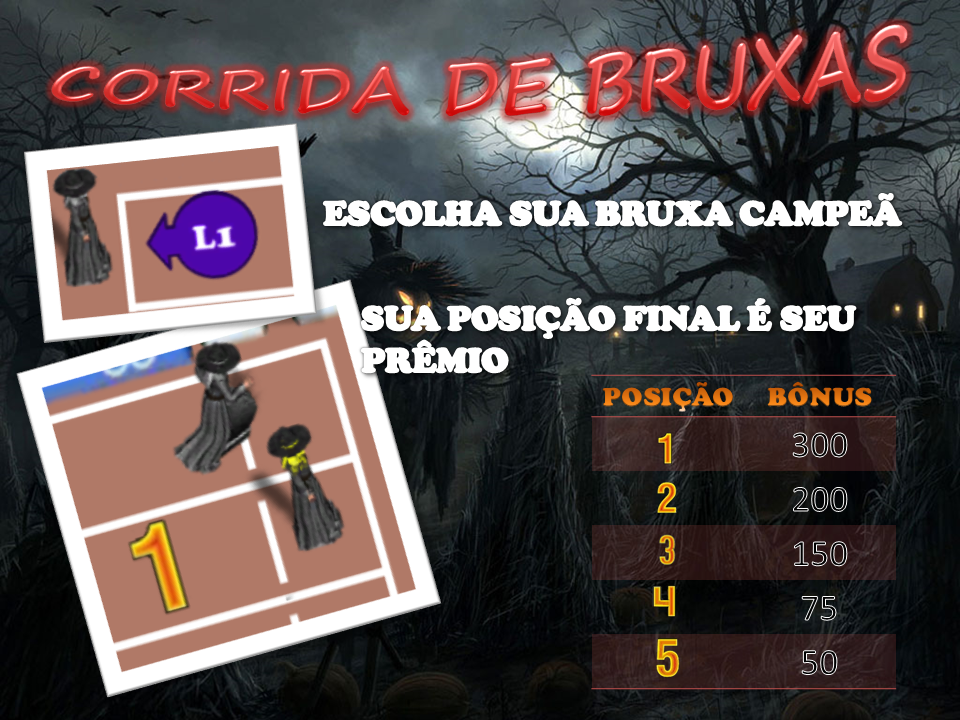 CORRIDA DE BRUXAS
L1
ESCOLHA SUA BRUXA CAMPEÃ
SUA POSIÇÃO FINAL É SEU
PRÊMIO
1
POSIÇÃO BÔNUS
1 300
2 200
3 150
4 75
5 50